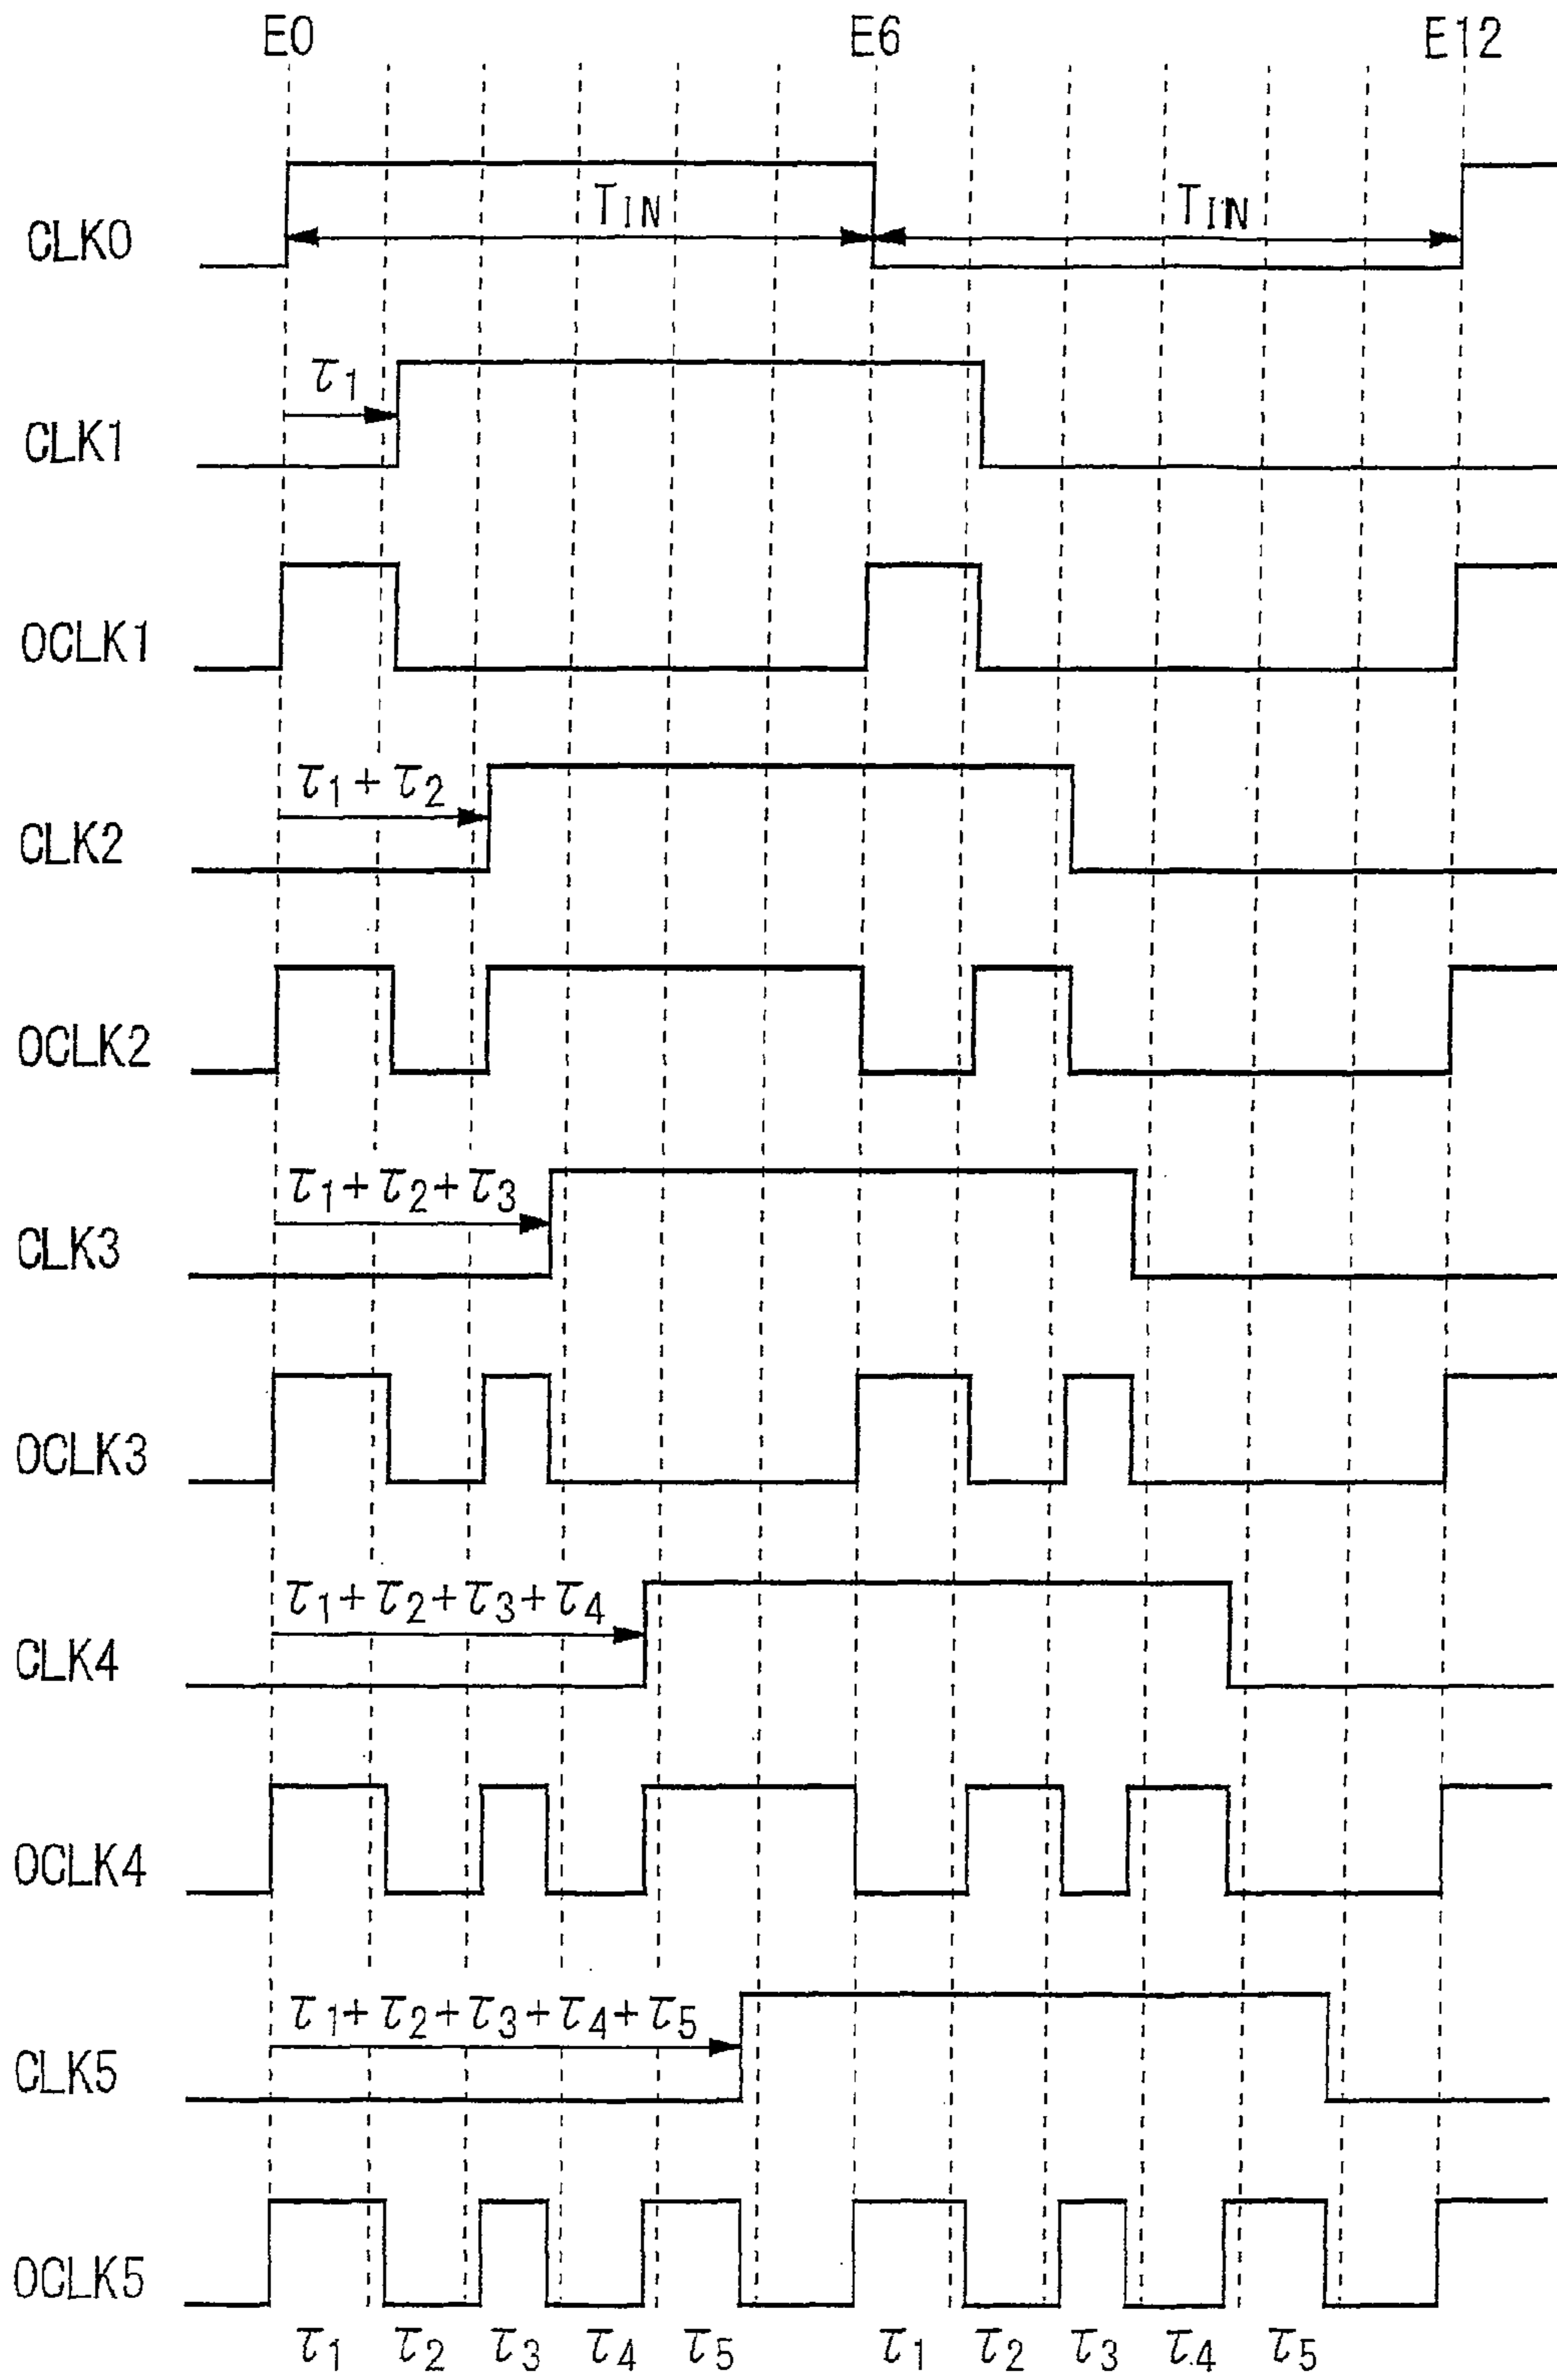 E0 E6 E12
CLK0 TIN TIN
CLK1 τ1
OCLK1
CLK2 τ1+τ2
OCLK2
CLK3 τ1+τ2+τ3
OCLK3
CLK4 τ1+τ2+τ3+τ4
OCLK4
CLK5 τ1+τ2+τ3+τ4+τ5
OCLK5
τ1 τ2 τ3 τ4 τ5 τ1 τ2 τ3 τ4 τ5